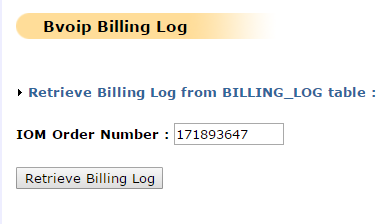 Bvoip Billing Log
Retrieve Billing Log from BILLING_LOG table :
IOM Order Number : 171893647
Retrieve Billing Log